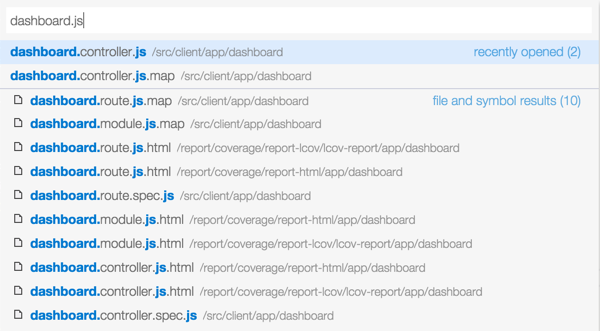 dashboard.js
dashboard.controller.js /src/client/app/dashboard recently opened (2)
dashboard.controller.js.map /src/client/app/dashboard
dashboard.route.js.map /src/client/app/dashboard file and symbol results (10)
dashboard.module.js.map /src/client/app/dashboard
dashboard.route.js.html /report/coverage/report-lcov/lcov-report/app/dashboard
dashboard.route.js.html /report/coverage/report-html/app/dashboard
dashboard.route.spec.js /src/client/app/dashboard
dashboard.module.js.html /report/coverage/report-html/app/dashboard
dashboard.module.js.html /report/coverage/report-lcov/lcov-report/app/dashboard
dashboard.controller.js.html /report/coverage/report-html/app/dashboard
dashboard.controller.js.html /report/coverage/report-lcov/lcov-report/app/dashboard
dashboard.controller.spec.js /src/client/app/dashboard